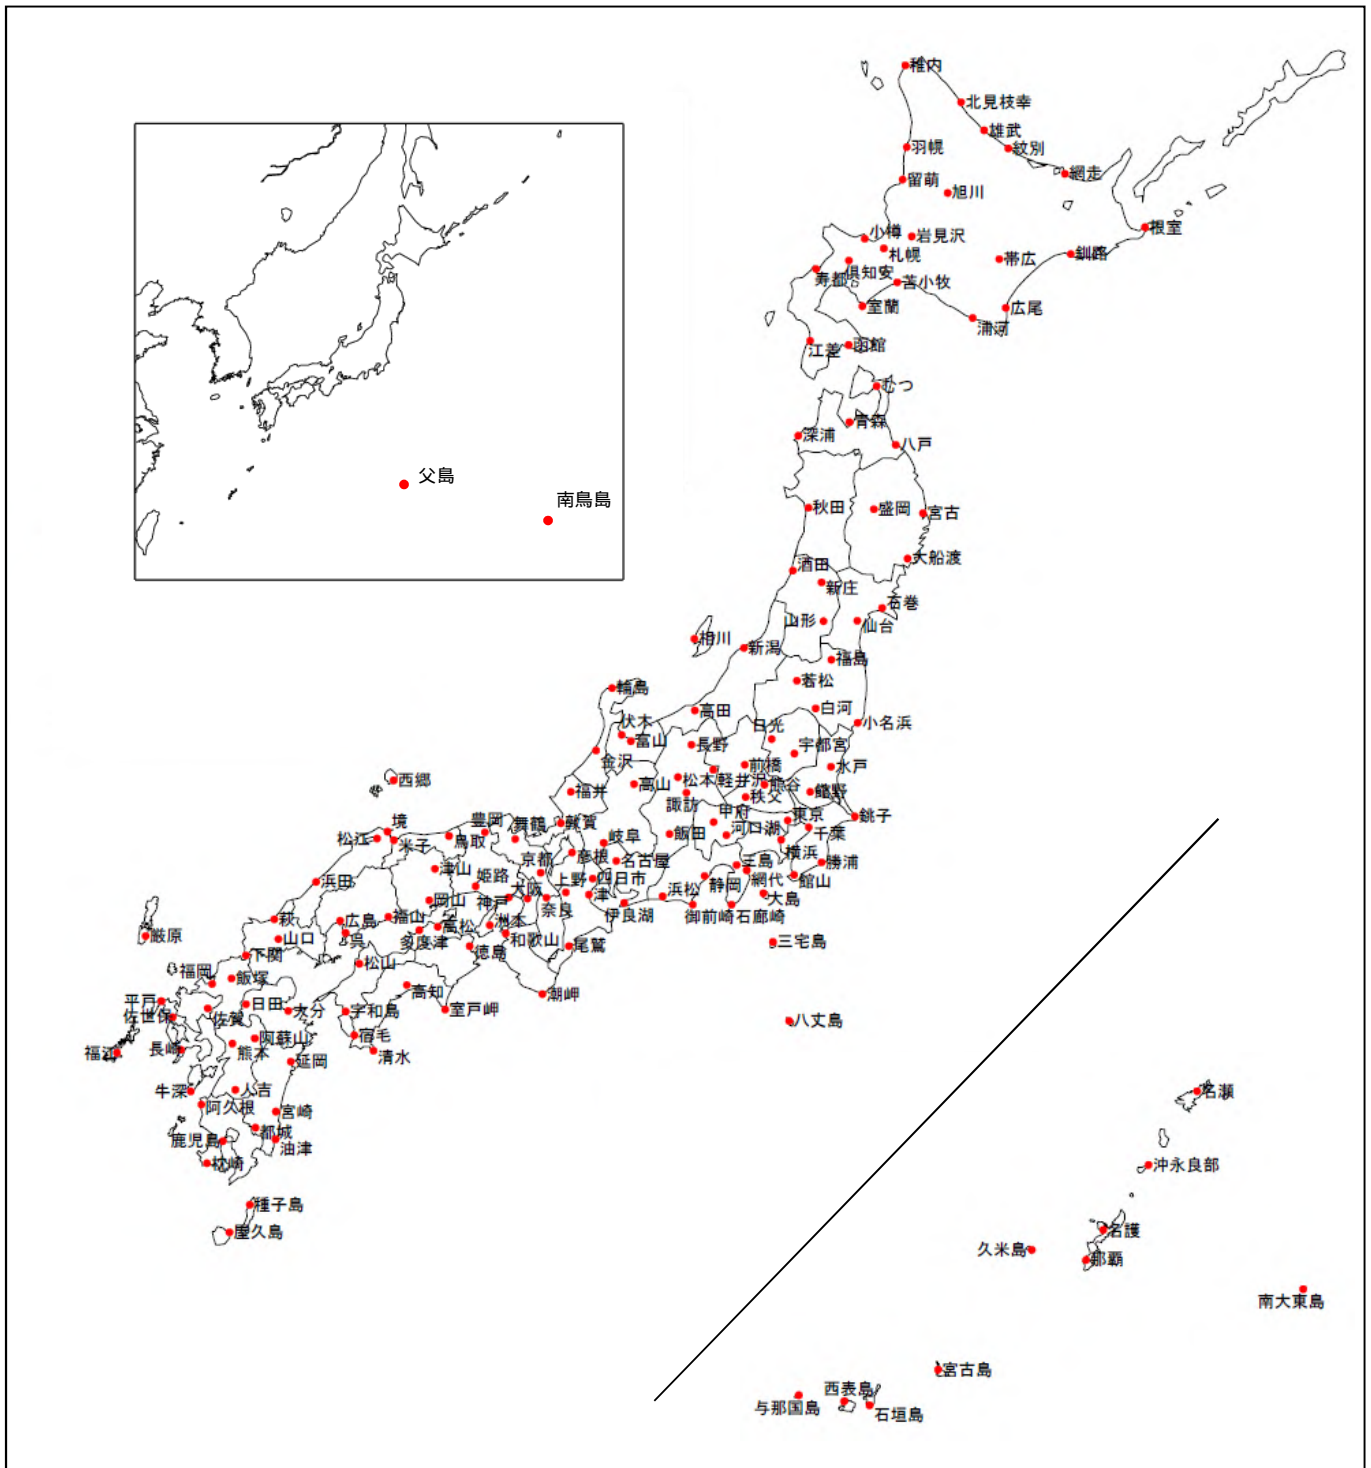 稚内
北見枝幸
雄武
羽幌
紋別
網走
留萌
旭川
根室
小樽
岩見沢
札幌
釧路
帯広
倶知安
寿都
苫小牧
室蘭
広尾
浦河
江差
函館
むつ
青森
深浦
八戸
父島
南鳥島
秋田
盛岡
宮古
大船渡
酒田
新庄
石巻
山形
仙台
相川
新潟
福島
若松
輪島
白河
高田
小名浜
伏木
日光
富山
長野
宇都宮
金沢
前橋
水戸
西郷
高山
松本
軽井沢
熊谷
福井
秩父
館野
諏訪
甲府
東京
銚子
境
豊岡
舞鶴
敦賀
飯田
河口湖
千葉
松江
米子
鳥取
岐阜
横浜
京都
彦根
名古屋
三島
勝浦
津山
姫路
四日市
静岡
網代
館山
浜田
大阪
上野
岡山
神戸
奈良
津
浜松
大島
伊良湖
御前崎
石廊崎
萩
広島
福山
高松
洲本
厳原
山口
呉
多度津
和歌山
尾鷲
三宅島
下関
松山
徳島
福岡
飯塚
高知
潮岬
平戸
日田
大分
宇和島
室戸岬
佐世保
佐賀
八丈島
宿毛
福江
長崎
熊本
阿蘇山
清水
延岡
牛深
人吉
名瀬
阿久根
宮崎
都城
鹿児島
油津
枕崎
沖永良部
種子島
屋久島
名護
久米島
那覇
南大東島
宮古島
西表島
与那国島
石垣島